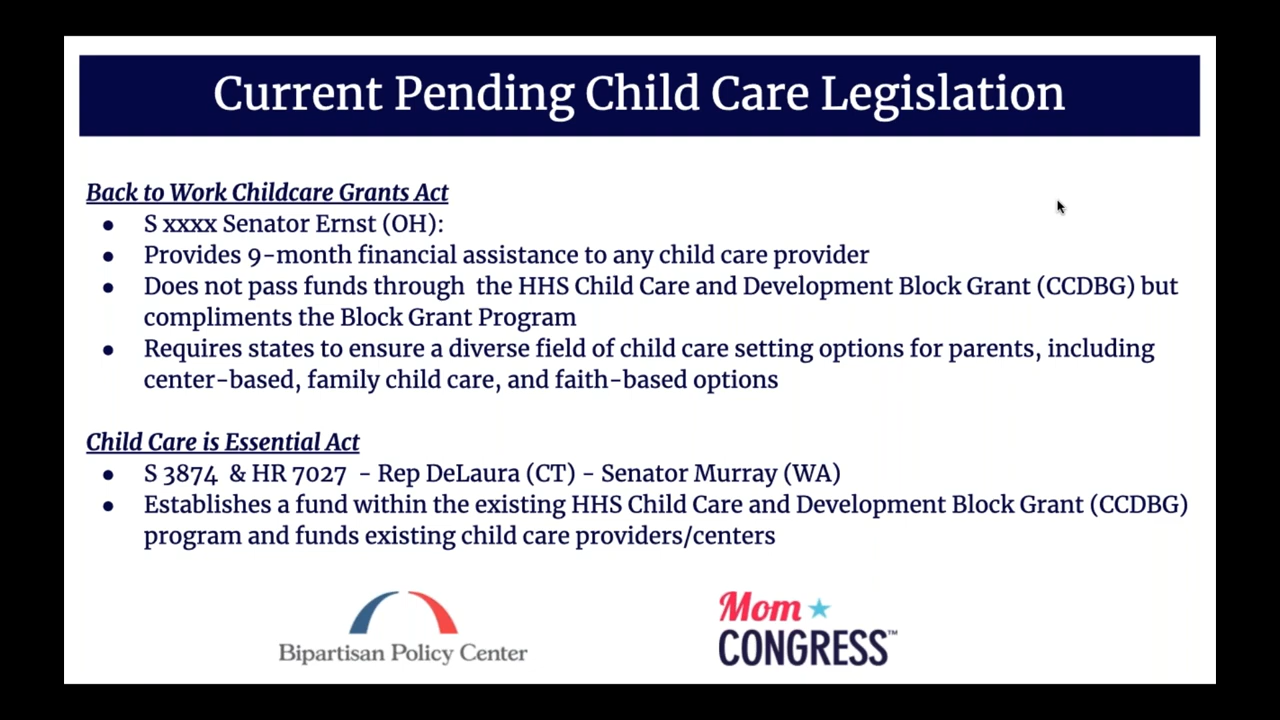 Current Pending Child Care Legislation
Back to Work Childcare Grants Act
● S xxxx Senator Ernst (OH):
● Provides 9-month financial assistance to any child care provider
● Does not pass funds through  the HHS Child Care and Development Block Grant (CCDBG) but
compliments the Block Grant Program
● Requires states to ensure a diverse field of child care setting options for parents, including
center-based, family child care, and faith-based options
Child Care is Essential Act
● S 3874  & HR 7027  - Rep DeLaura (CT) - Senator Murray (WA)
● Establishes a fund within the existing HHS Child Care and Development Block Grant (CCDBG)
program and funds existing child care providers/centers
Bipartisan Policy Center
Mom
CONGRESS™